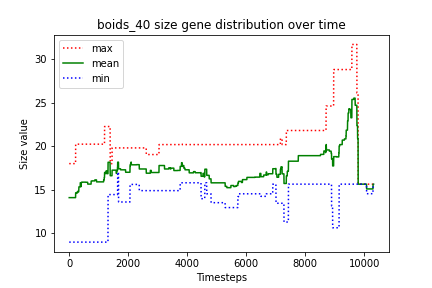 boids_40 size gene distribution over time
max
mean
min
Size value
30
25
20
15
10
0 2000 4000 6000 8000 10000
Timesteps